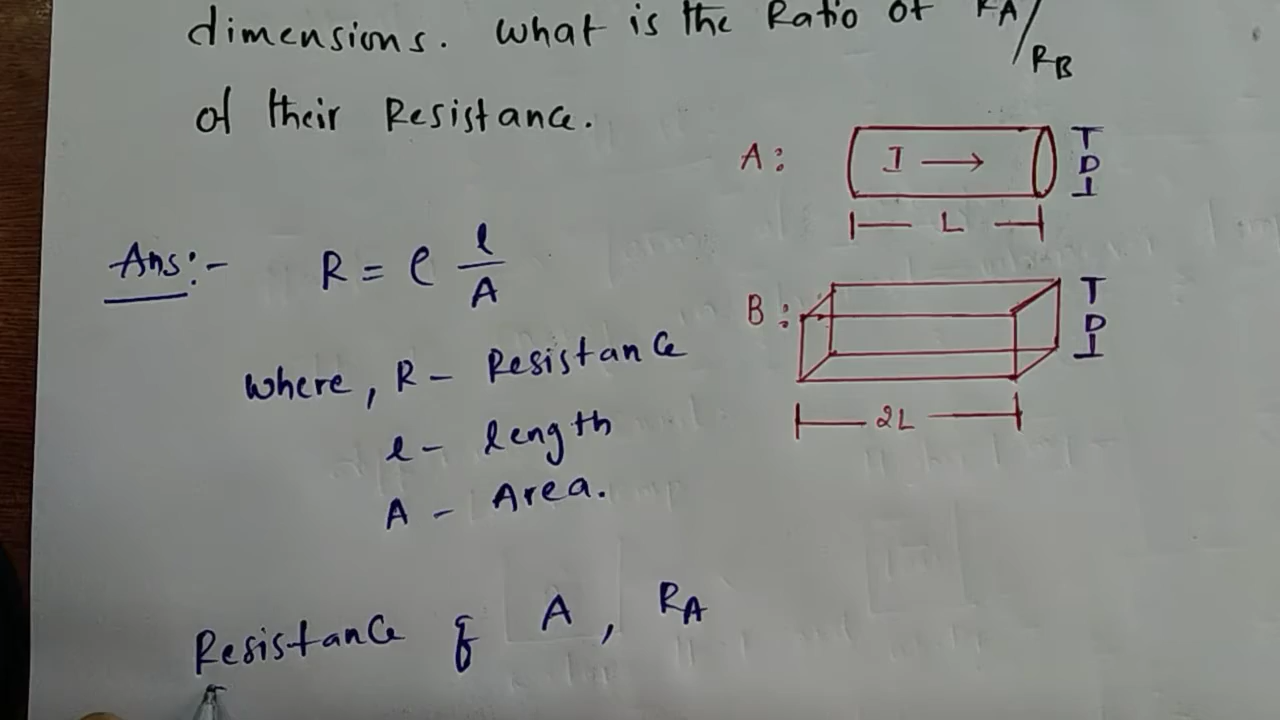 dimensions. What is the Ratio of RA/RB
of their Resistance.
A: I → T D I
L
Ans:- R = ρ l/A
B: T D I
2L
Where, R - Resistance
l - length
A - Area.
Resistance of A, RA